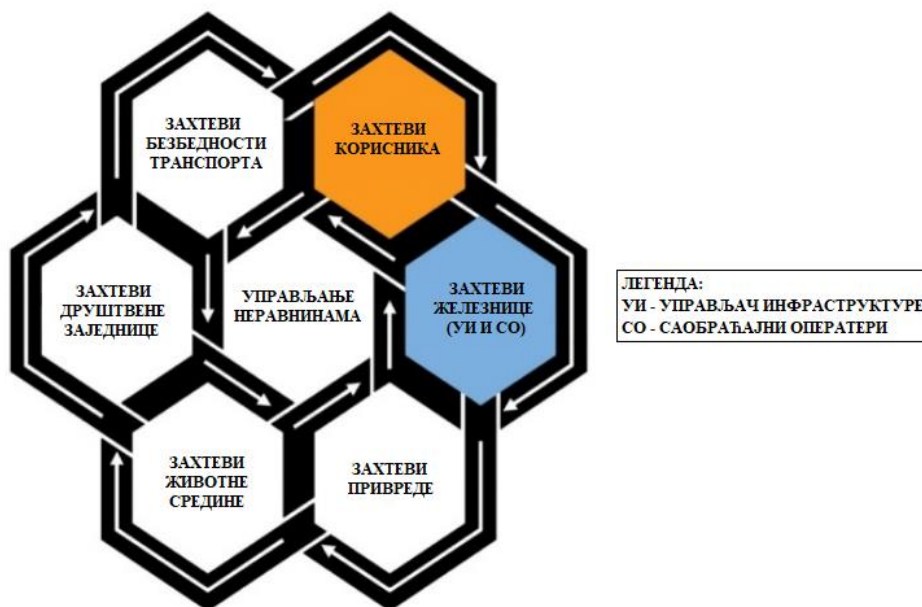 ЗАХТЕВИ
БЕЗБЕДНОСТИ
ТРАНСПОРТА
ЗАХТЕВИ
КОРИСНИКА
ЗАХТЕВИ
ДРУШТВЕНЕ
ЗАЈЕДНИЦЕ
УПРАВЉАЊЕ
НЕРАВНИНАМА
ЗАХТЕВИ
ЖЕЛЕЗНИЦЕ
(УИ И СО)
ЗАХТЕВИ
ЖИВОТНЕ
СРЕДИНЕ
ЗАХТЕВИ
ПРИВРЕДЕ
ЛЕГЕНДА:
УИ - УПРАВЉАЧ ИНФРАСТРУКТУРЕ
СО - САОБРАЋАЈНИ ОПЕРАТЕРИ